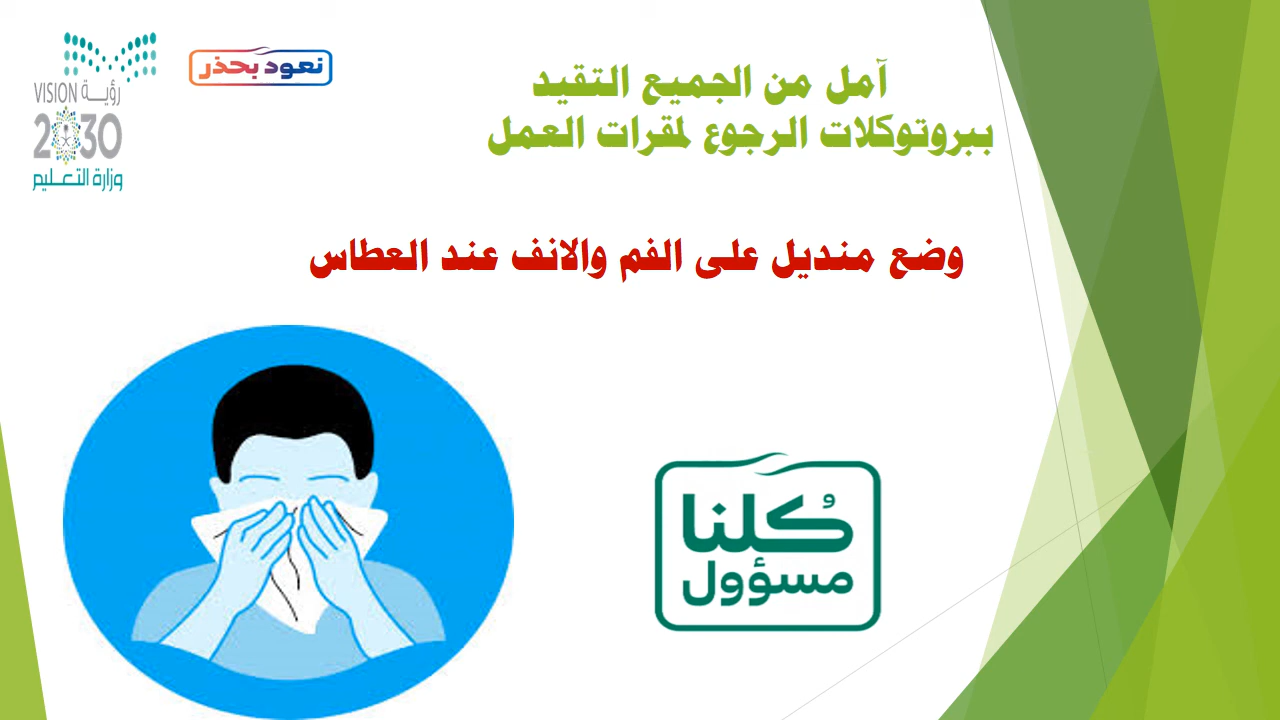 نعود بحذر
رؤيـــة VISION
2030
وزارة التعـــليم
آمل من الجميع التقيد
ببروتوكلات الرجوع لمقرات العمل
وضع منديل على الفم والانف عند العطاس
كُلنا
مسؤول